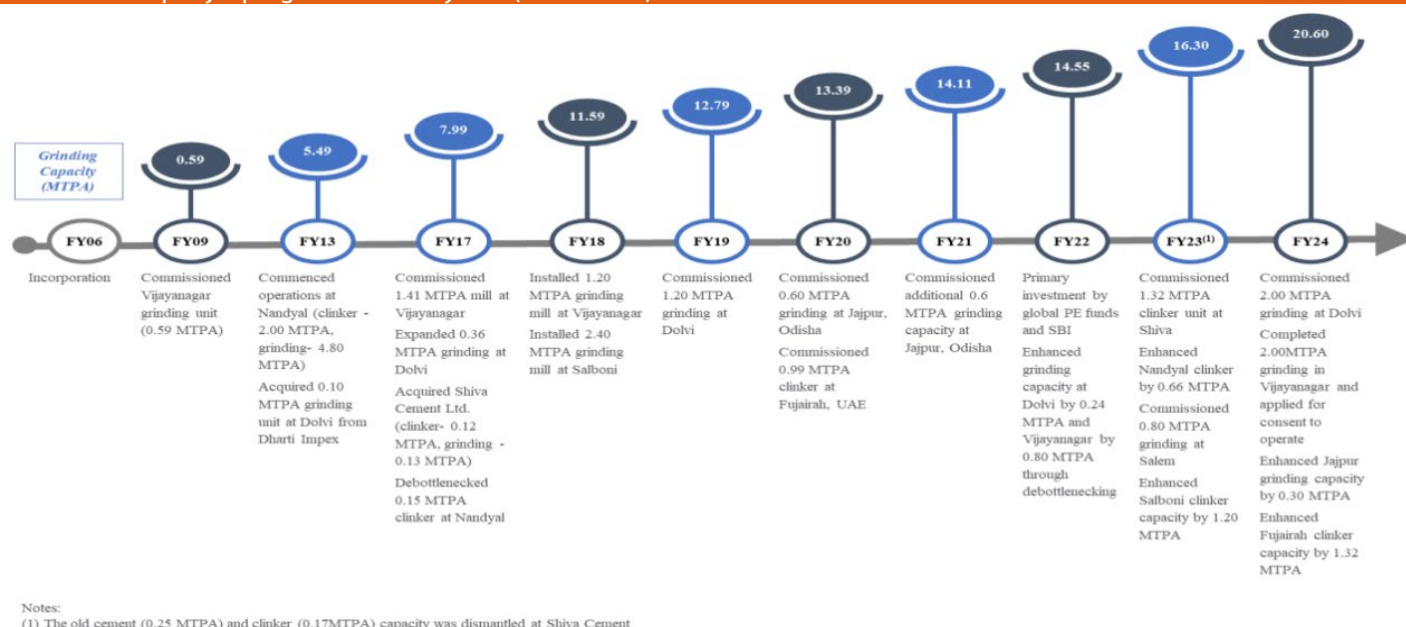 0.59
5.49
7.99
11.59
12.79
13.39
14.11
14.55
16.30
20.60
Grinding
Capacity
(MTPA)
FY06
FY09
FY13
FY17
FY18
FY19
FY20
FY21
FY22
FY23(1)
FY24
Incorporation
Commissioned
Vijayanagar
grinding unit
(0.59 MTPA)
Commenced
operations at
Nandyal (clinker -
2.00 MTPA,
grinding- 4.80
MTPA)
Acquired 0.10
MTPA grinding
unit at Dolvi from
Dharti Impex
Commissioned
1.41 MTPA mill at
Vijayanagar
Expanded 0.36
MTPA grinding at
Dolvi
Acquired Shiva
Cement Ltd.
(clinker- 0.12
MTPA, grinding -
0.13 MTPA)
Debottlenecked
0.15 MTPA
clinker at Nandyal
Installed 1.20
MTPA grinding
mill at Vijayanagar
Installed 2.40
MTPA grinding
mill at Salboni
Commissioned
1.20 MTPA
grinding at
Dolvi
Commissioned
0.60 MTPA
grinding at Jajpur,
Odisha
Commissioned
0.99 MTPA
clinker at
Fujairah, UAE
Commissioned
additional 0.6
MTPA grinding
capacity at
Jajpur, Odisha
Primary
investment by
global PE funds
and SBI
Enhanced
grinding
capacity at
Dolvi by 0.24
MTPA and
Vijayanagar by
0.80 MTPA
through
debottlenecking
Commissioned
1.32 MTPA
clinker unit at
Shiva
Enhanced
Nandyal clinker
by 0.66 MTPA
Commissioned
0.80 MTPA
grinding at
Salem
Enhanced
Salboni clinker
capacity by 1.20
MTPA
Commissioned
2.00 MTPA
grinding at Dolvi
Completed
2.00MTPA
grinding in
Vijayanagar and
applied for
consent to
operate
Enhanced Jajpur
grinding capacity
by 0.30 MTPA
Enhanced
Fujairah clinker
capacity by 1.32
MTPA
Notes:
(1) The old cement (0.25 MTPA) and clinker (0.17MTPA) capacity was dismantled at Shiva Cement